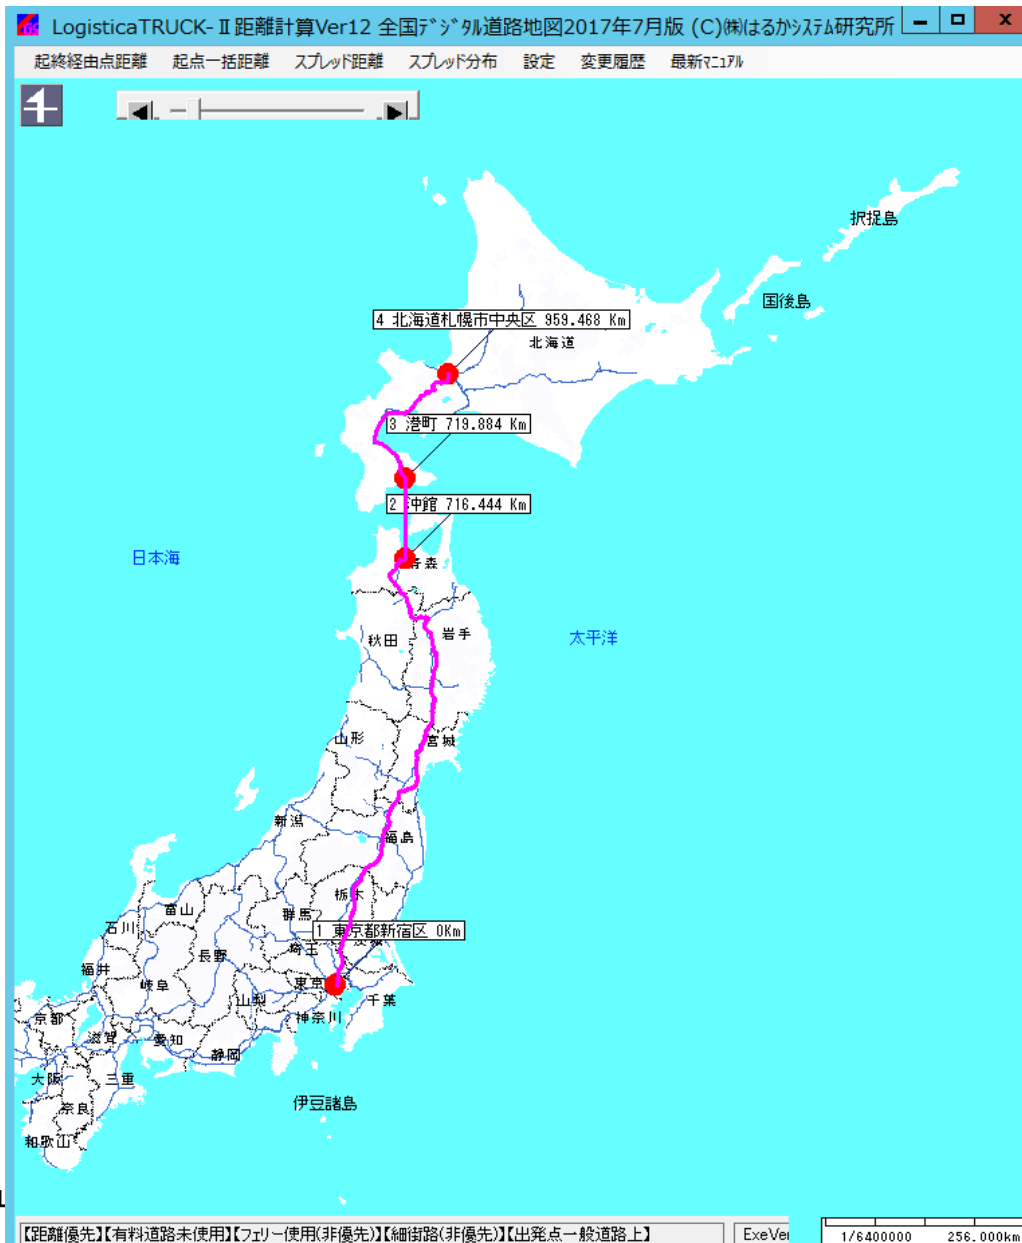 LogisticaTRUCK-Ⅱ距離計算Ver12 全国ﾃﾞｼﾞﾀﾙ道路地図2017年7月版 (C)㈱はるかｼｽﾃﾑ研究所
起終経由点距離 起点一括距離 スプレッド距離 スプレッド分布 設定 変更履歴 最新ﾏﾆｭｱﾙ
択捉島
国後島
4 北海道札幌市中央区 959.468 Km
北海道
3 港町 719.884 Km
2 沖館 716.444 Km
日本海
青森
秋田
岩手
太平洋
山形
宮城
新潟
福島
栃木
富山
群馬
石川
1 東京都新宿区 0Km
茨城
埼玉
長野
福井
岐阜
東京
山梨
千葉
京都
神奈川
滋賀
愛知
静岡
大阪
三重
奈良
伊豆諸島
和歌山
【距離優先】【有料道路未使用】【フェリー使用(非優先)】【細街路(非優先)】【出発点一般道路上】
ExeVer
1/6400000 256.000km